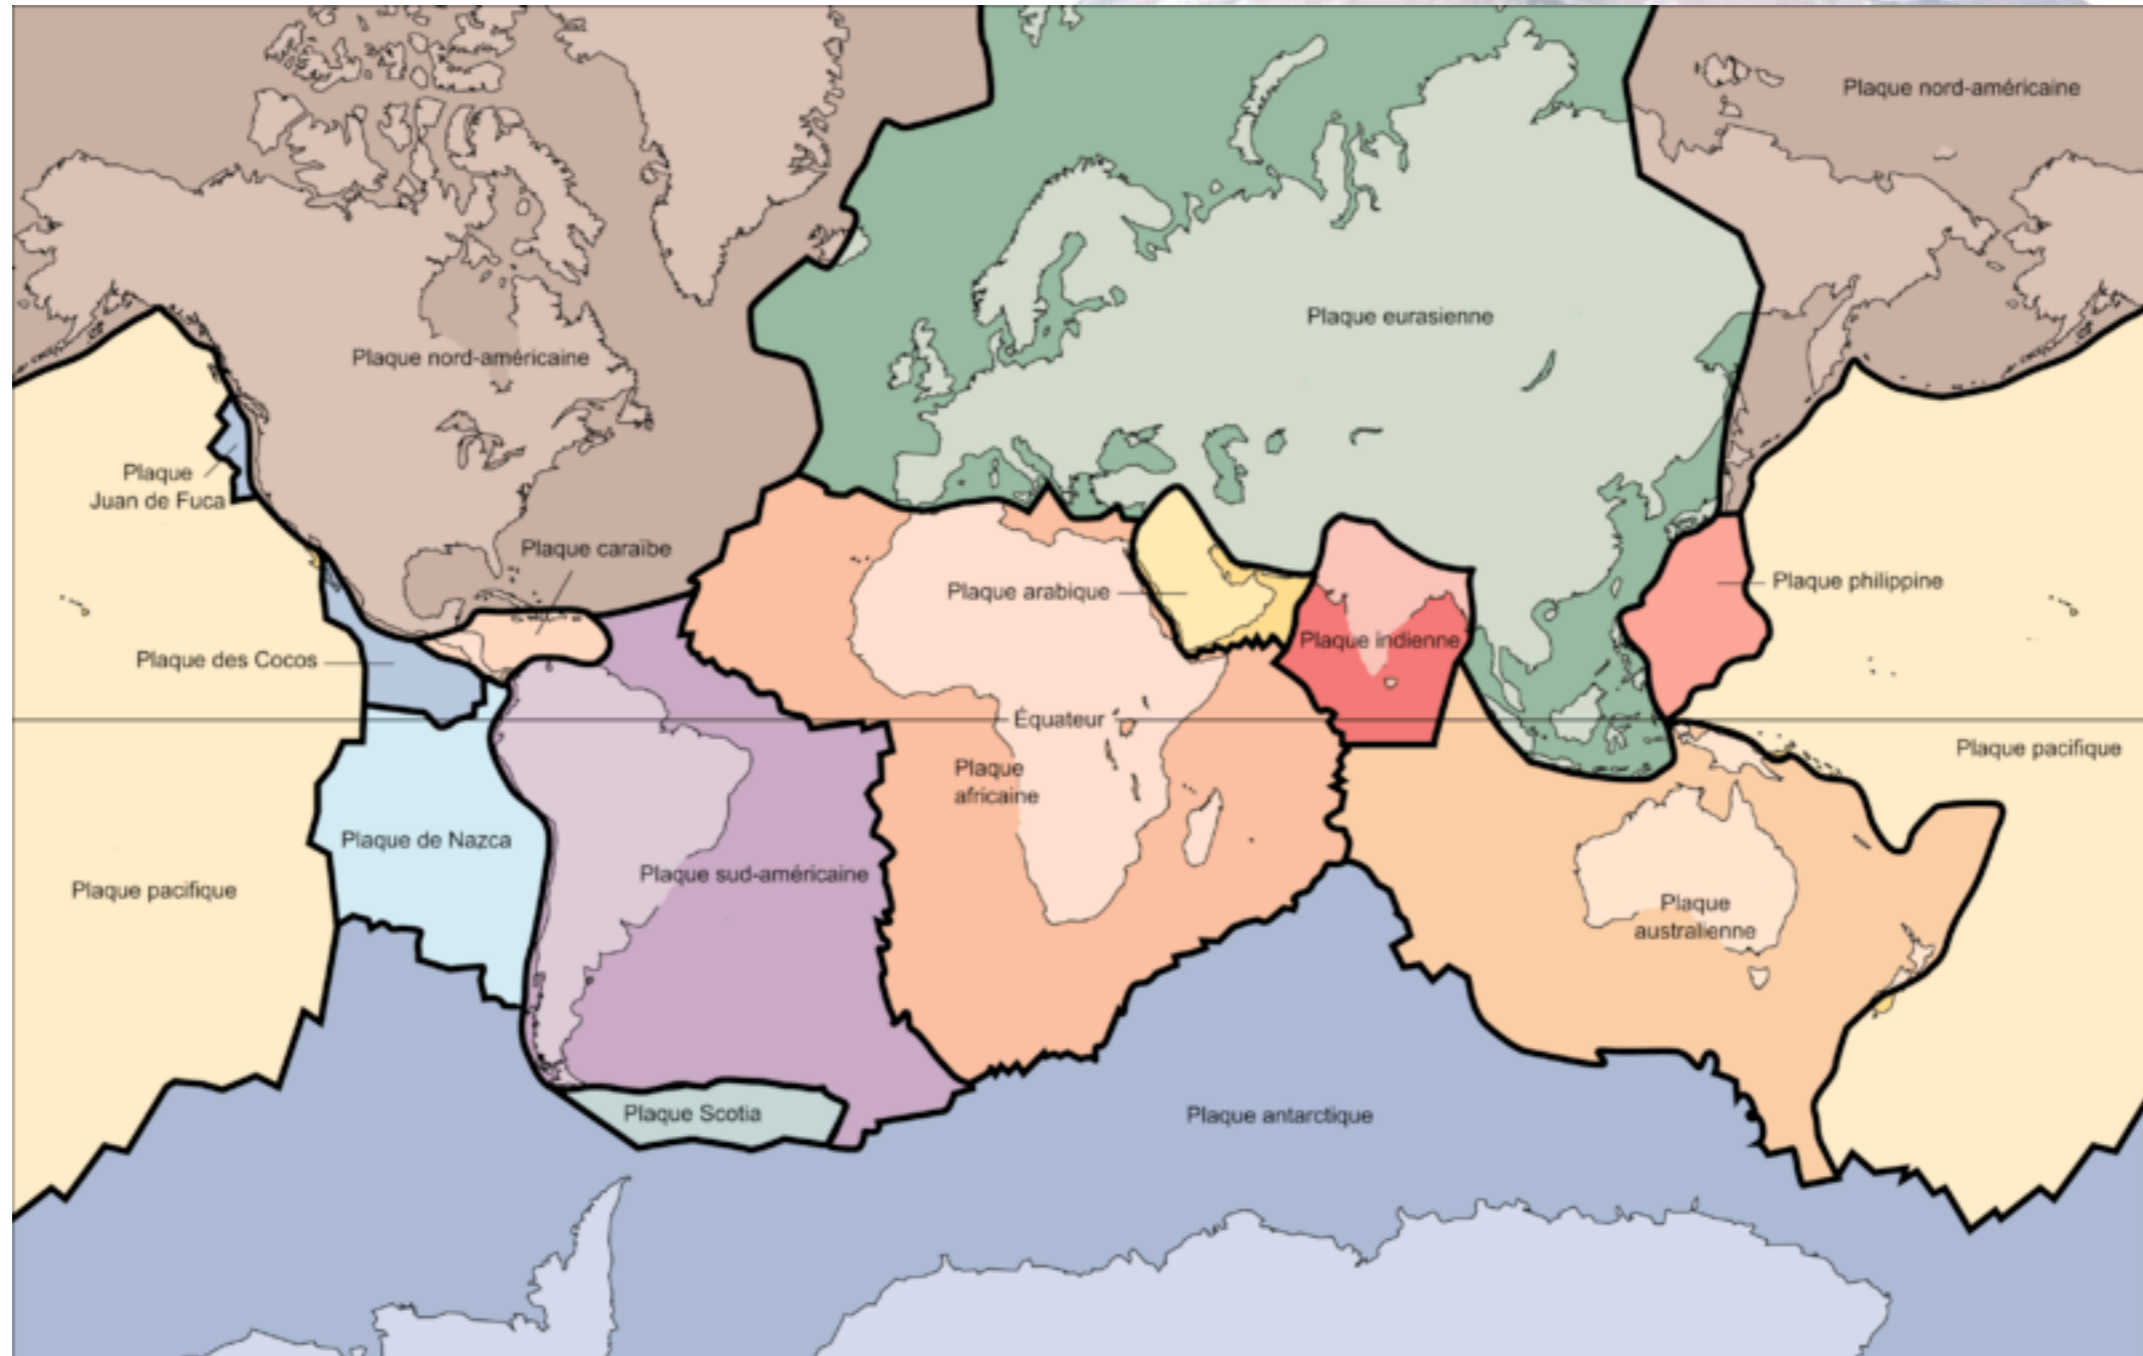 Plaque nord-américaine
Plaque eurasienne
Plaque nord-américaine
Plaque
Juan de Fuca
Plaque caraïbe
Plaque arabique
Plaque philippine
Plaque indienne
Plaque des Cocos
Équateur
Plaque pacifique
Plaque
africaine
Plaque de Nazca
Plaque sud-américaine
Plaque pacifique
Plaque
australienne
Plaque Scotia
Plaque antarctique